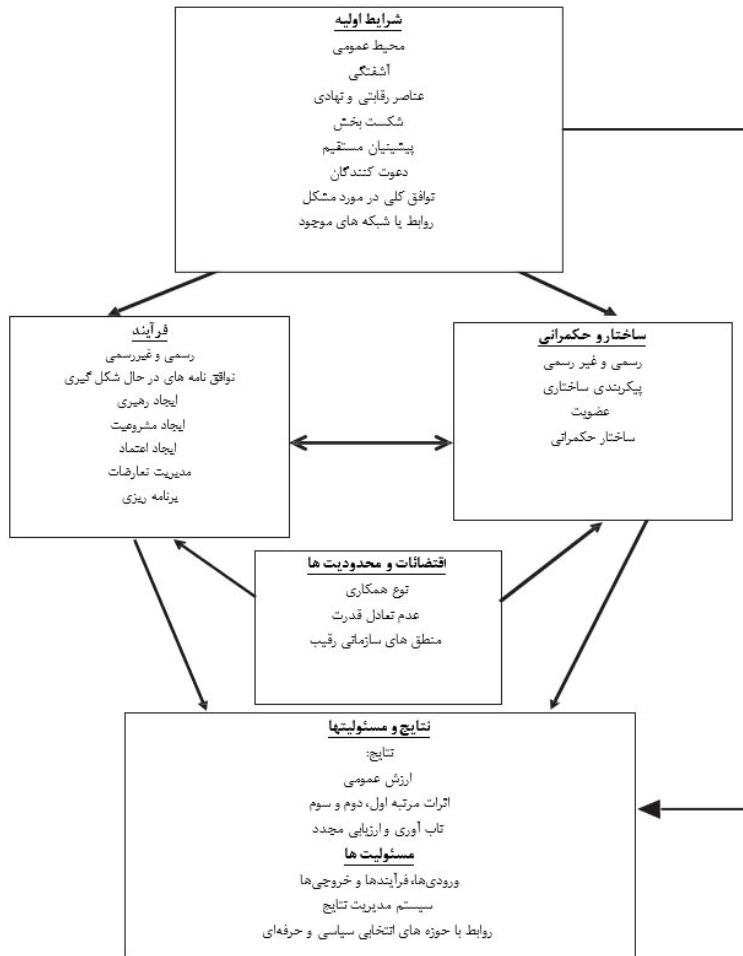 شرایط اولیه
محیط عمومی
آشفتگی
عناصر رقابتی و نهادی
شکست بخش
پیشینیان مستقیم
دعوت کنندگان
توافق کلی در مورد مشکل
روابط یا شبکه های موجود
فرآیند
رسمی و غیررسمی
توافق نامه های در حال شکل گیری
ایجاد رهبری
ایجاد مشروعیت
ایجاد اعتماد
مدیریت تعارضات
برنامه ریزی
ساختار و حکمرانی
رسمی و غیر رسمی
پیکربندی ساختاری
عضویت
ساختار حکمرانی
اقتضائات و محدودیت ها
نوع همکاری
عدم تعادل قدرت
منطق های سازمانی رقیب
نتایج و مسئولیتها
نتایج:
ارزش عمومی
اثرات مرتبه اول، دوم و سوم
تاب آوری و ارزیابی مجدد
مسئولیت ها
ورودی‌ها، فرآیندها و خروجی‌ها
سیستم مدیریت نتایج
روابط با حوزه های انتخابی سیاسی و حرفه‌ای